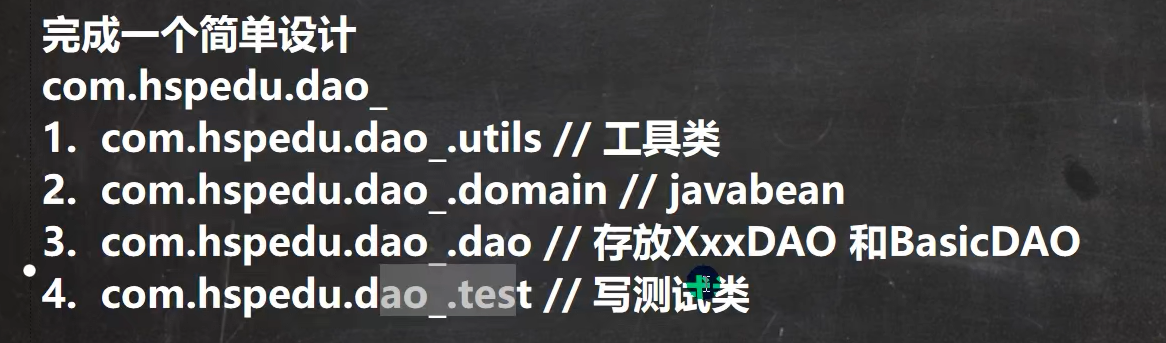 完成一个简单设计
com.hspedu.dao_
1. com.hspedu.dao_.utils // 工具类
2. com.hspedu.dao_.domain // javabean
3. com.hspedu.dao_.dao // 存放XxxDAO 和BasicDAO
4. com.hspedu.dao_.test // 写测试类